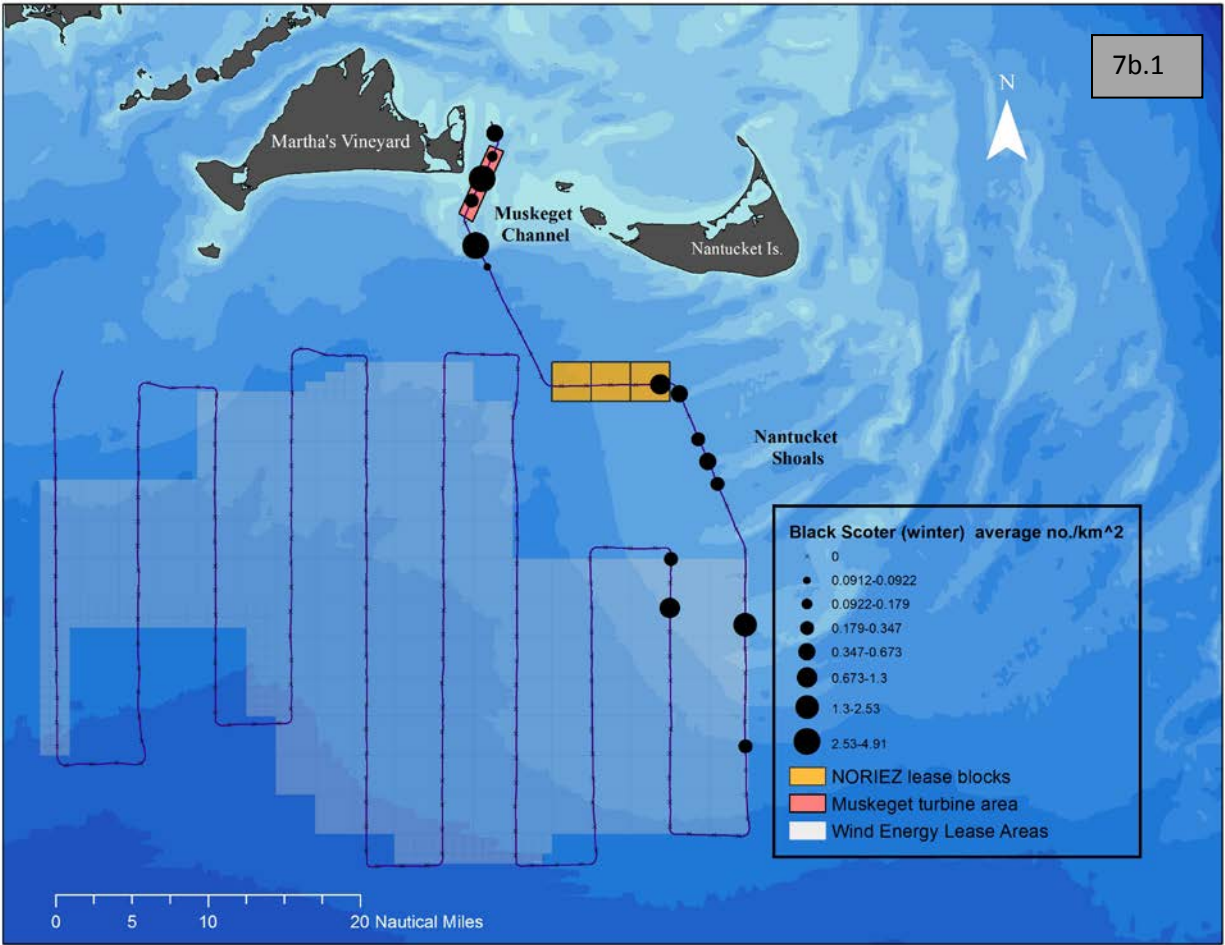 7b.1
N
Martha's Vineyard
Muskeget
Channel
Nantucket Is.
Nantucket
Shoals
Black Scoter (winter) average no./km^2
0
0.0912-0.0922
0.0922-0.179
0.179-0.347
0.347-0.673
0.673-1.3
1.3-2.53
2.53-4.91
NORIEZ lease blocks
Muskeget turbine area
Wind Energy Lease Areas
0 5 10 20 Nautical Miles